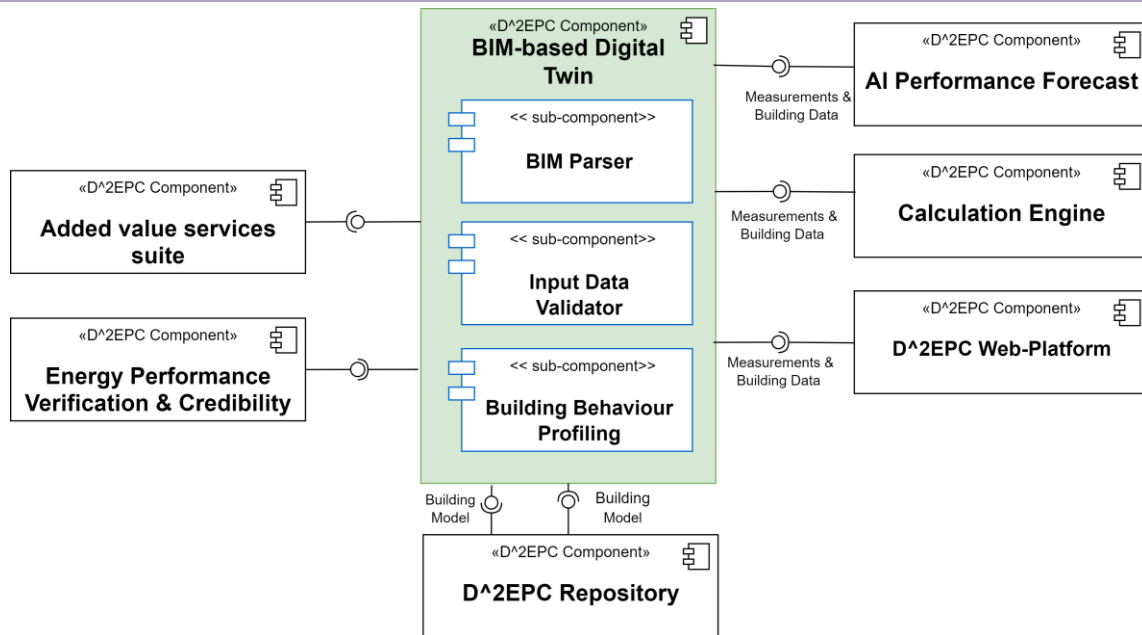 «D^2EPC Component»
BIM-based Digital
Twin
<< sub-component>>
BIM Parser
<< sub-component>>
Input Data
Validator
<< sub-component>>
Building Behaviour
Profiling
«D^2EPC Component»
Added value services
suite
«D^2EPC Component»
Energy Performance
Verification & Credibility
«D^2EPC Component»
AI Performance Forecast
Measurements &
Building Data
«D^2EPC Component»
Calculation Engine
Measurements &
Building Data
«D^2EPC Component»
D^2EPC Web-Platform
Measurements &
Building Data
Building
Model
Building
Model
«D^2EPC Component»
D^2EPC Repository